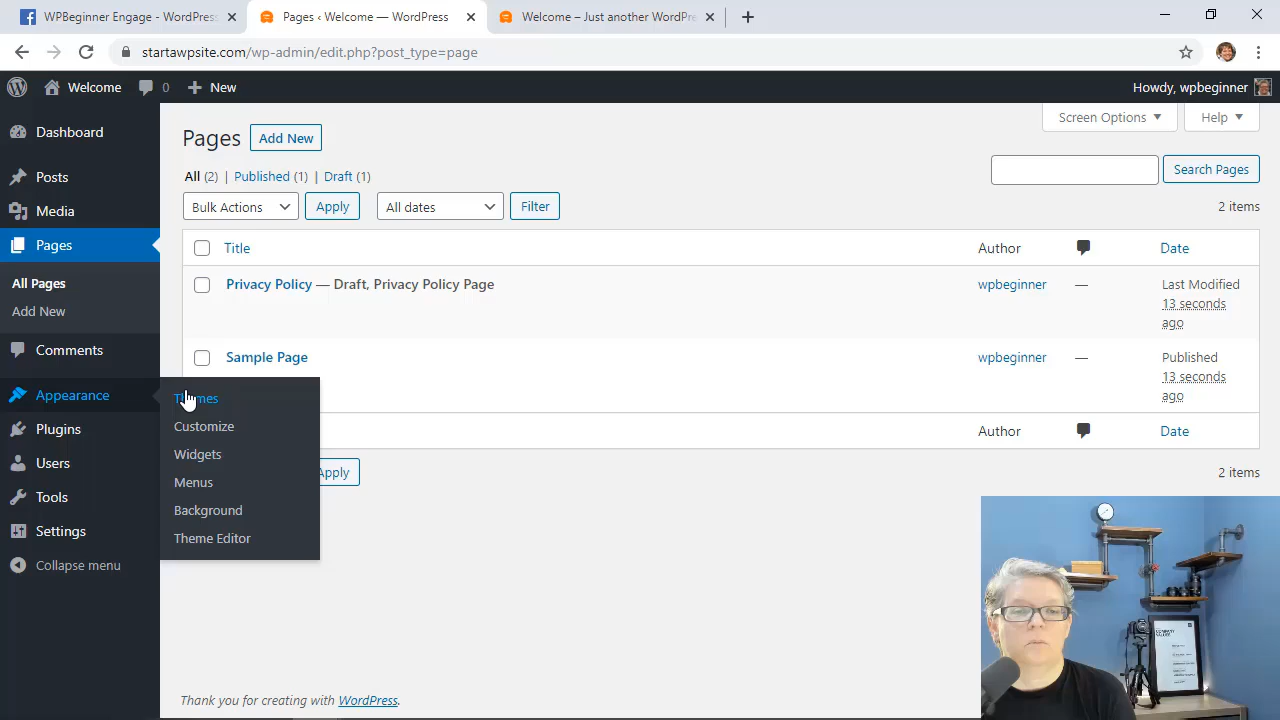 WPBeginner Engage - WordPress
Pages ‹ Welcome — WordPress
Welcome – Just another WordPre
startawpsite.com/wp-admin/edit.php?post_type=page
Welcome
0
New
Howdy, wpbeginner
Dashboard
Posts
Media
Pages
All Pages
Add New
Comments
Appearance
Plugins
Users
Tools
Settings
Collapse menu
Themes
Customize
Widgets
Menus
Background
Theme Editor
Screen Options
Help
Pages
Add New
All (2) | Published (1) | Draft (1)
Search Pages
Bulk Actions
Apply
All dates
Filter
2 items
Title
Author
Date
Privacy Policy — Draft, Privacy Policy Page
wpbeginner
—
Last Modified
13 seconds
ago
Sample Page
wpbeginner
—
Published
13 seconds
ago
Author
Date
Apply
2 items
Thank you for creating with WordPress.